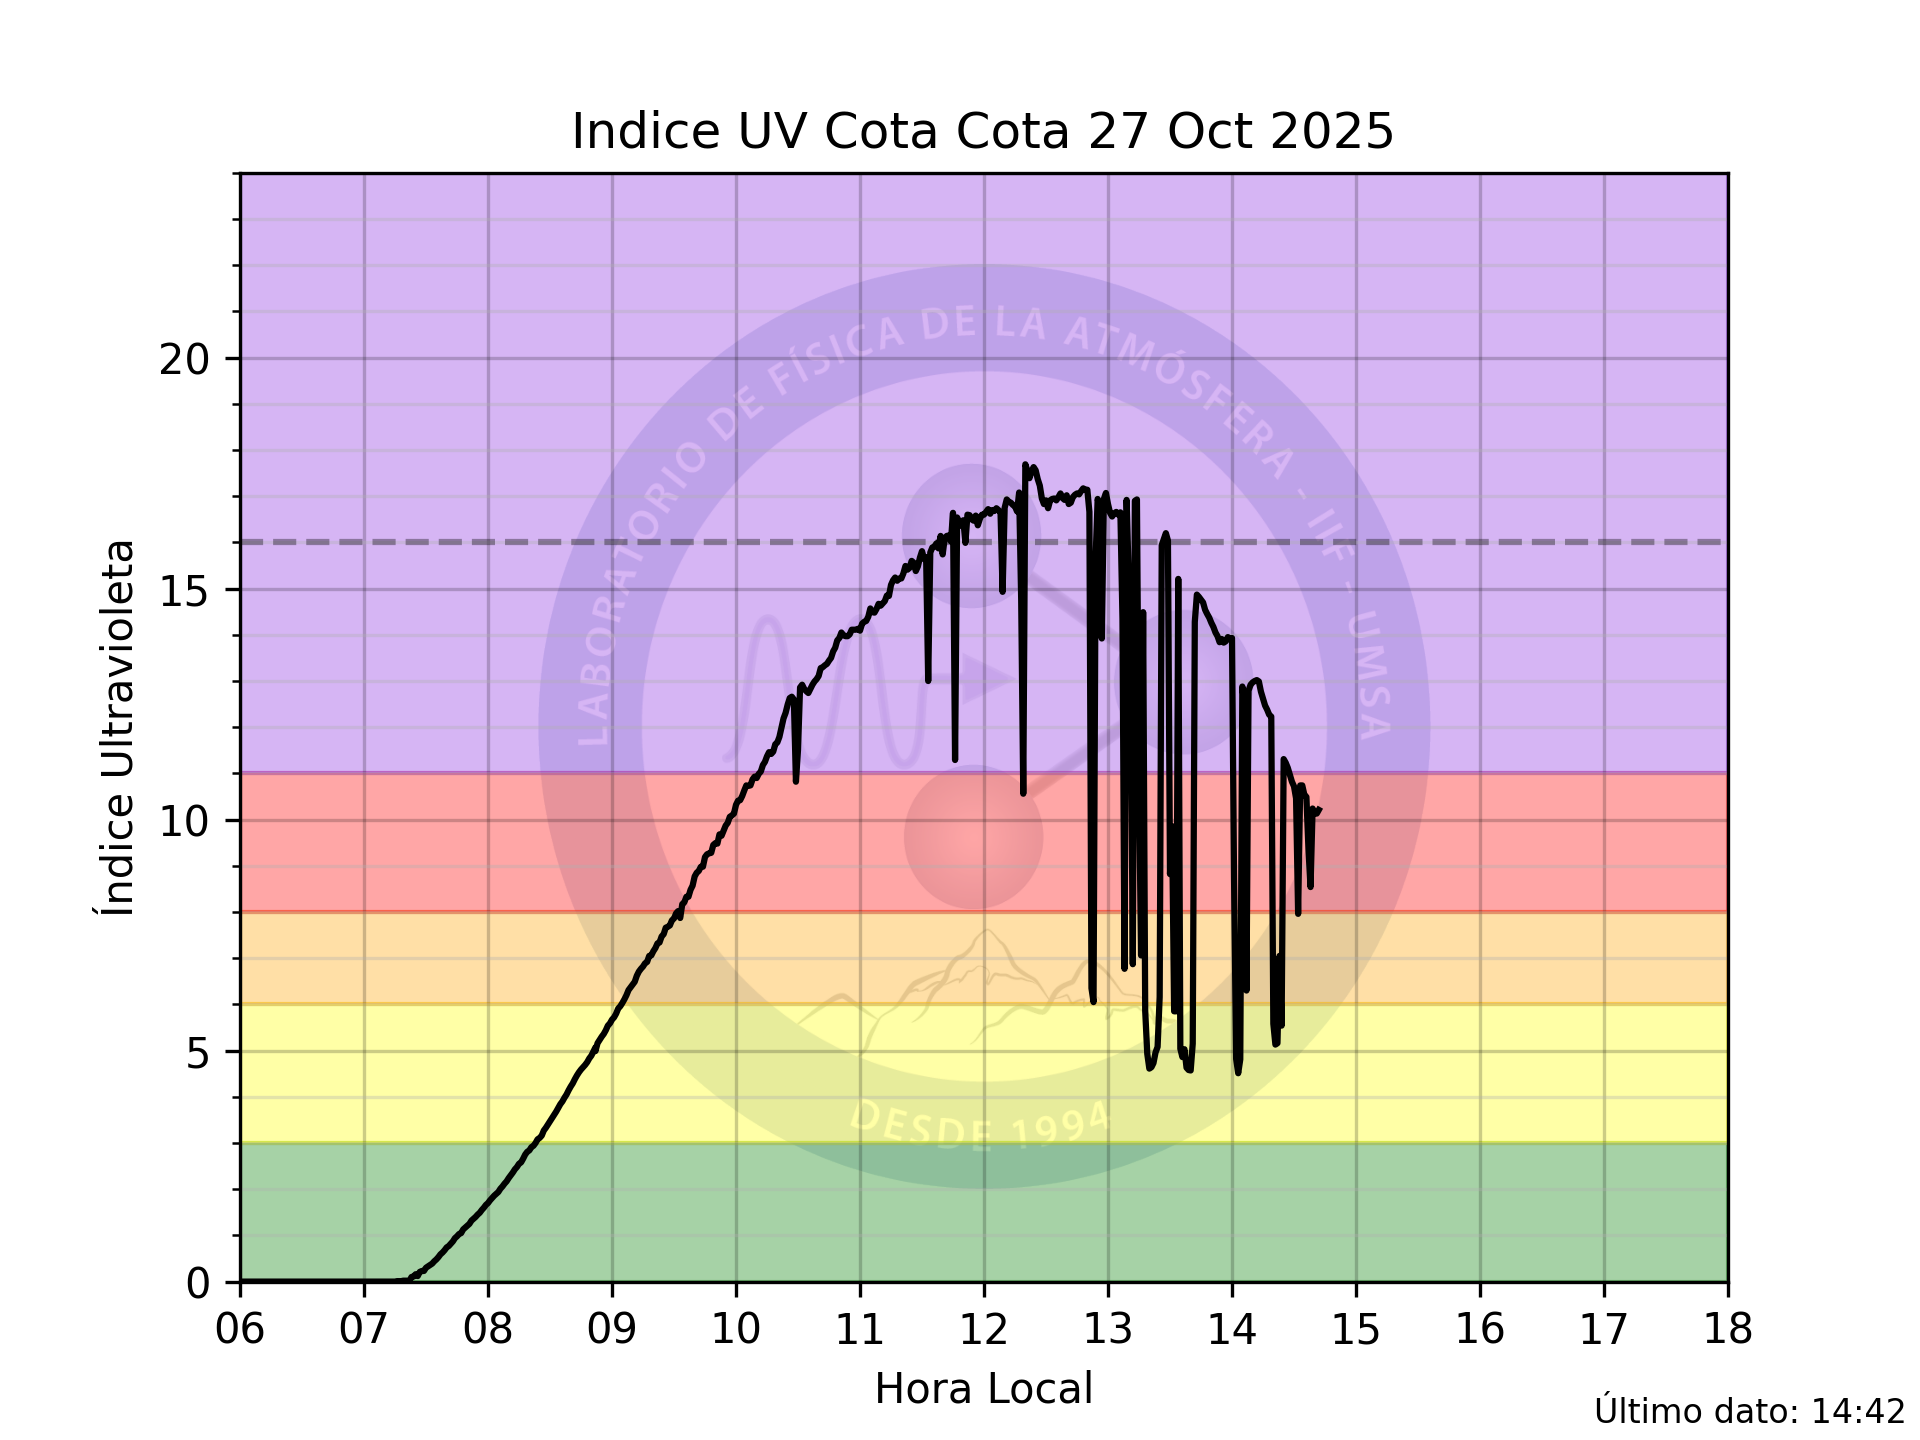 Indice UV Cota Cota 27 Oct 2025
LABORATORIO DE FÍSICA DE LA ATMÓSFERA - IIF - UMSA
DESDE 1994
Índice Ultravioleta
20
15
10
5
0
06 07 08 09 10 11 12 13 14 15 16 17 18
Hora Local
Último dato: 14:42